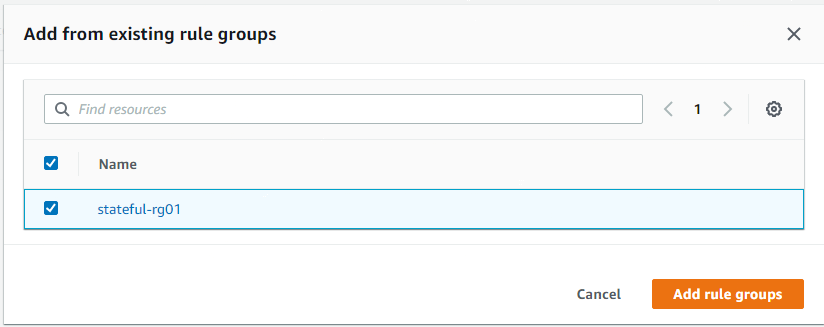 Add from existing rule groups
Find resources
1
Name
stateful-rg01
Cancel
Add rule groups